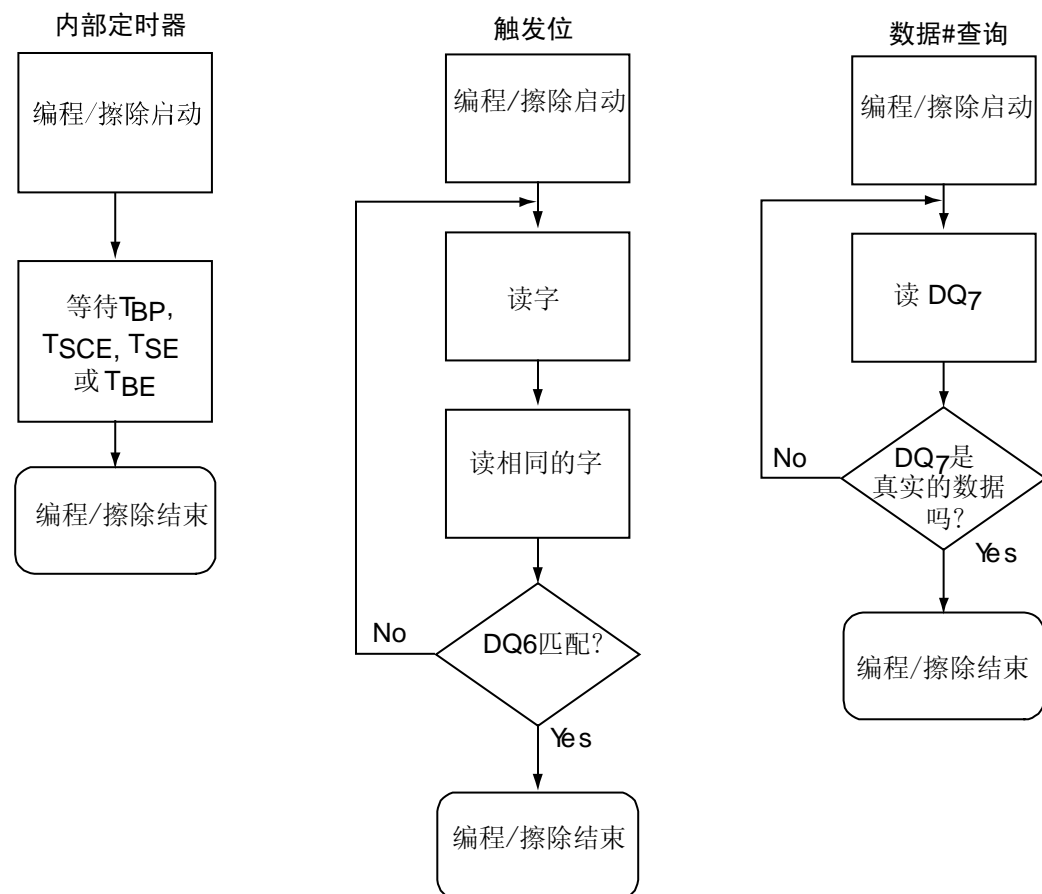 内部定时器
编程/擦除启动
等待TBP,
TSCE, TSE
或TBE
编程/擦除结束
触发位
编程/擦除启动
读字
读相同的字
No
DQ6匹配?
Yes
编程/擦除结束
数据#查询
编程/擦除启动
读 DQ7
No
DQ7是
真实的数据
吗?
Yes
编程/擦除结束